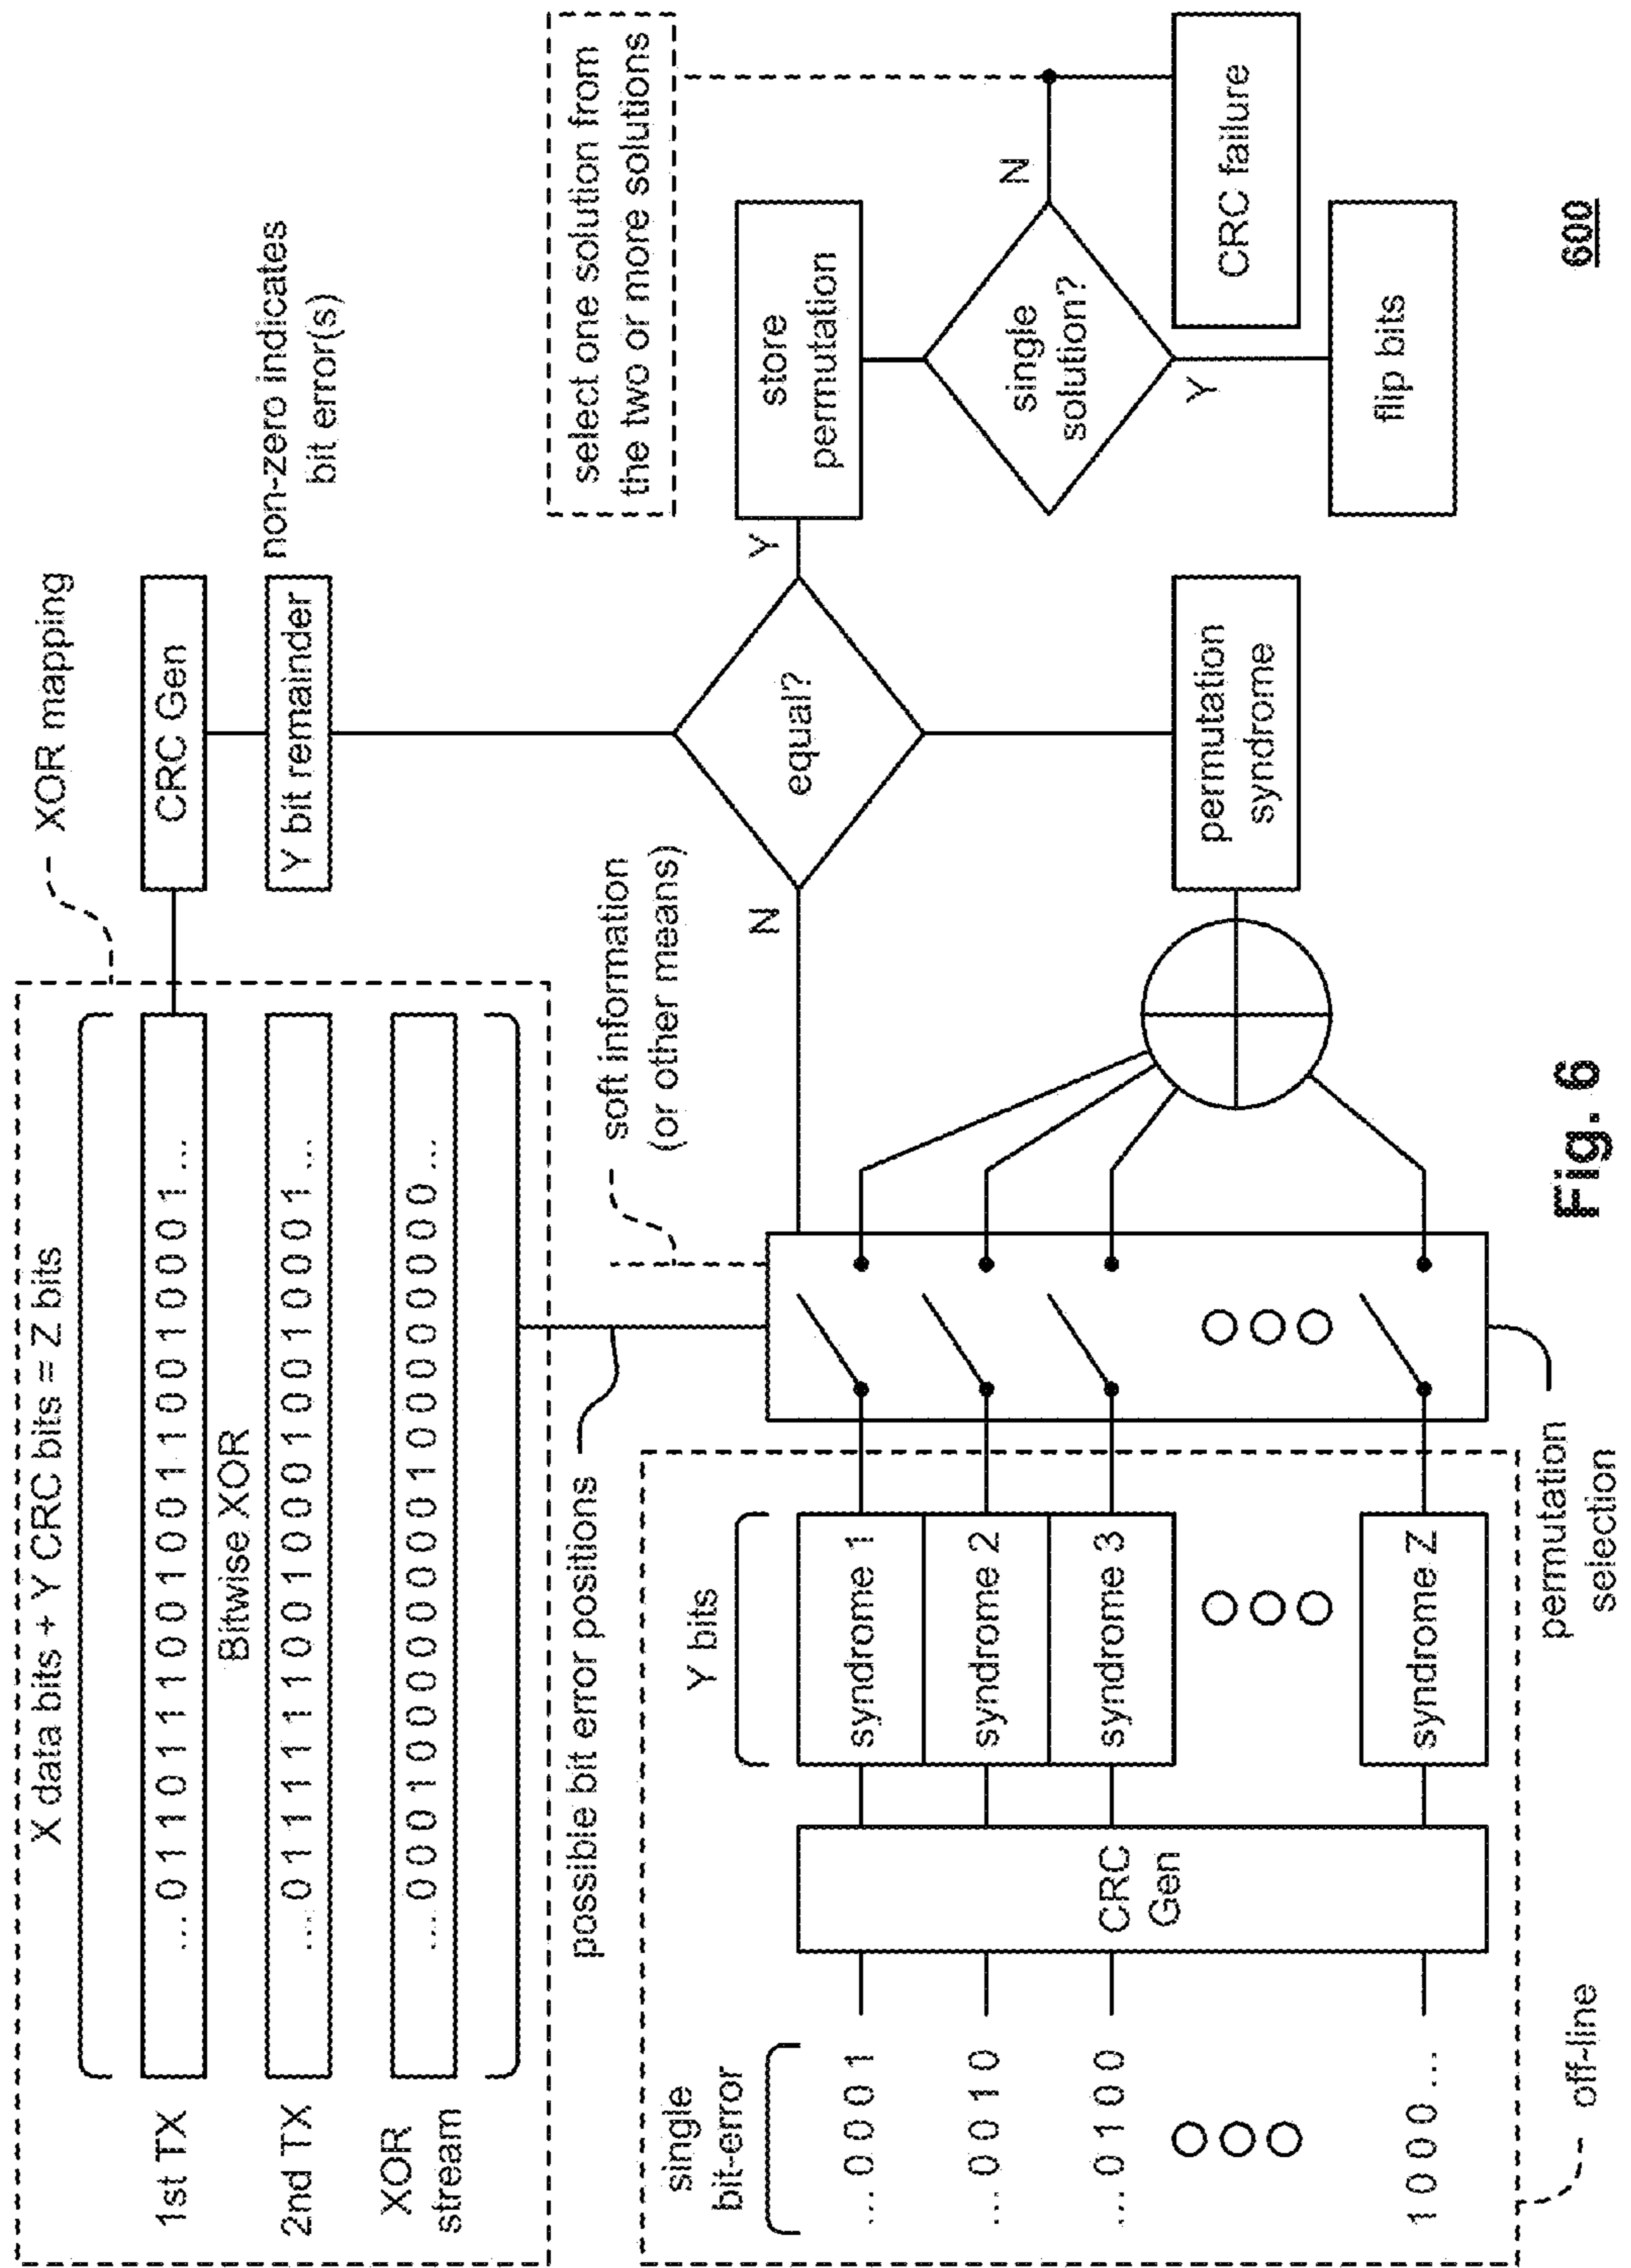 X data bits + Y CRC bits = Z bits
XOR mapping
1st TX
... 0 1 1 0 1 1 1 0 0 1 0 0 1 1 0 0 1 0 0 1 ...
CRC Gen
Bitwise XOR
2nd TX
... 0 1 1 1 1 1 1 0 0 1 0 0 0 1 0 0 1 0 0 1 ...
Y bit remainder
non-zero indicates
bit error(s)
XOR
stream
... 0 0 0 1 0 0 0 0 0 0 0 0 1 0 0 0 0 0 0 0 ...
possible bit error positions
soft information
(or other means)
select one solution from
the two or more solutions
single
bit-error
Y bits
N
equal?
Y
store
permutation
... 0 0 0 1
syndrome 1
... 0 0 1 0
syndrome 2
... 0 1 0 0
CRC
Gen
syndrome 3
single
solution?
N
Y
permutation
syndrome
CRC failure
1 0 0 0 ...
syndrome Z
flip bits
off-line
permutation
selection
Fig. 6
600